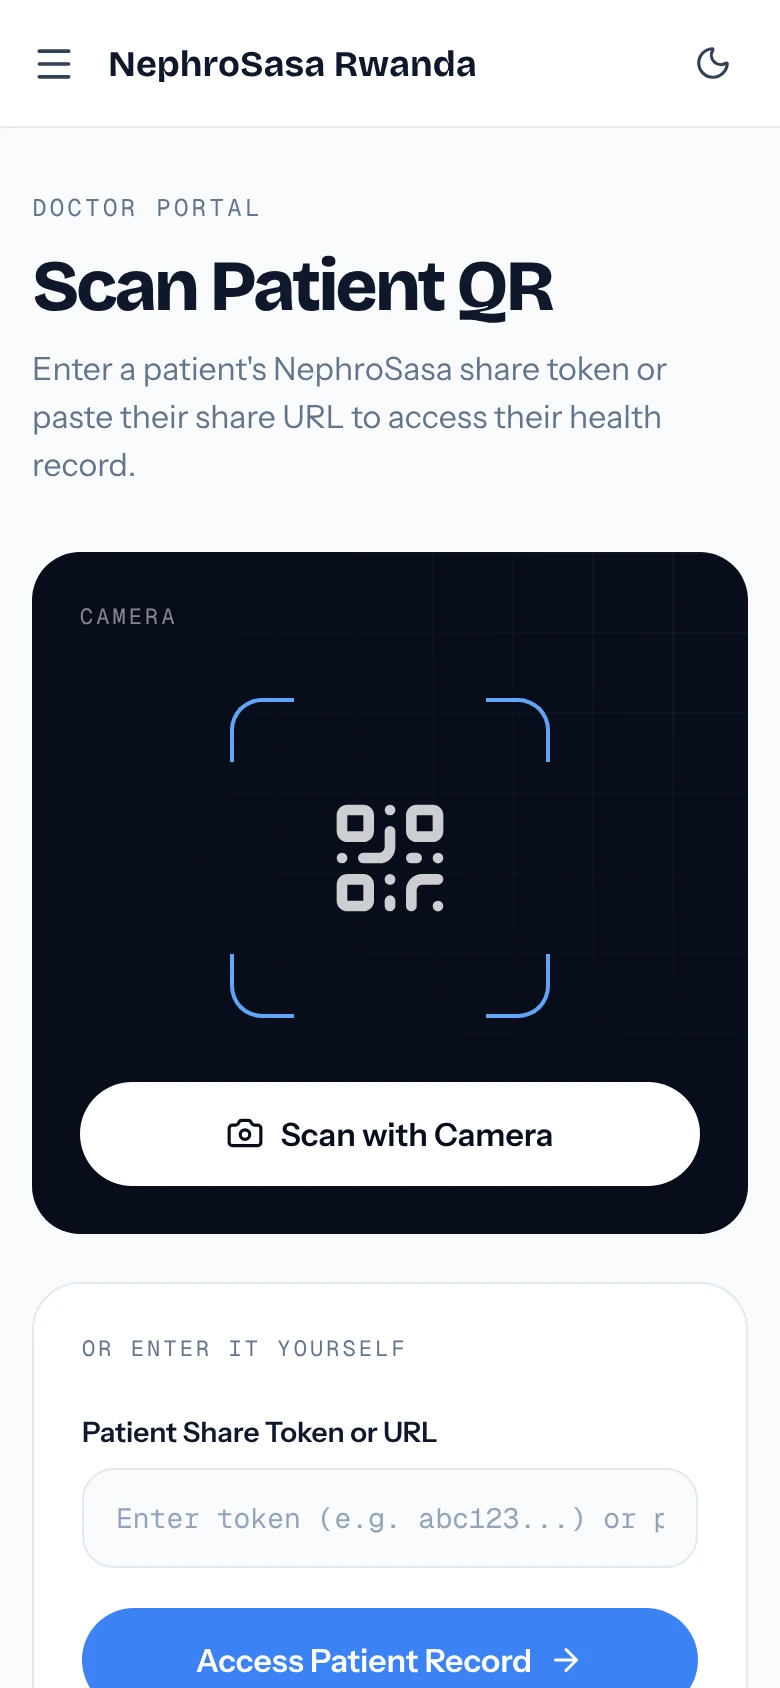 NephroSasa Rwanda
DOCTOR PORTAL
Scan Patient QR
Enter a patient's NephroSasa share token or
paste their share URL to access their health
record.
CAMERA
Scan with Camera
OR ENTER IT YOURSELF
Patient Share Token or URL
Enter token (e.g. abc123...) or p
Access Patient Record